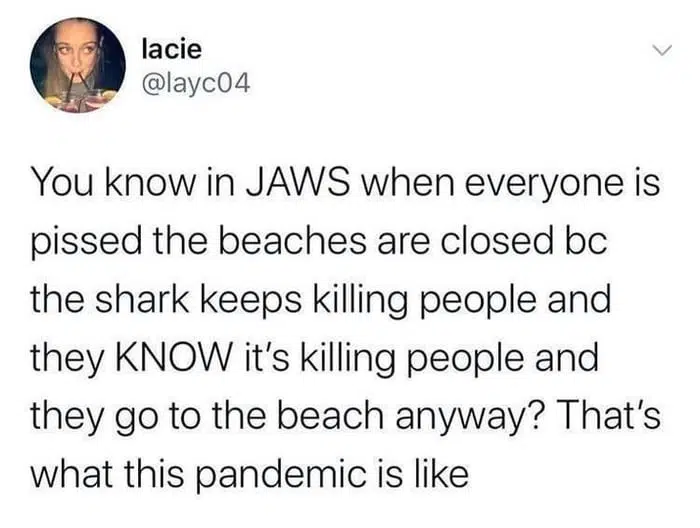 lacie
@layc04
You know in JAWS when everyone is
pissed the beaches are closed bc
the shark keeps killing people and
they KNOW it's killing people and
they go to the beach anyway? That's
what this pandemic is like